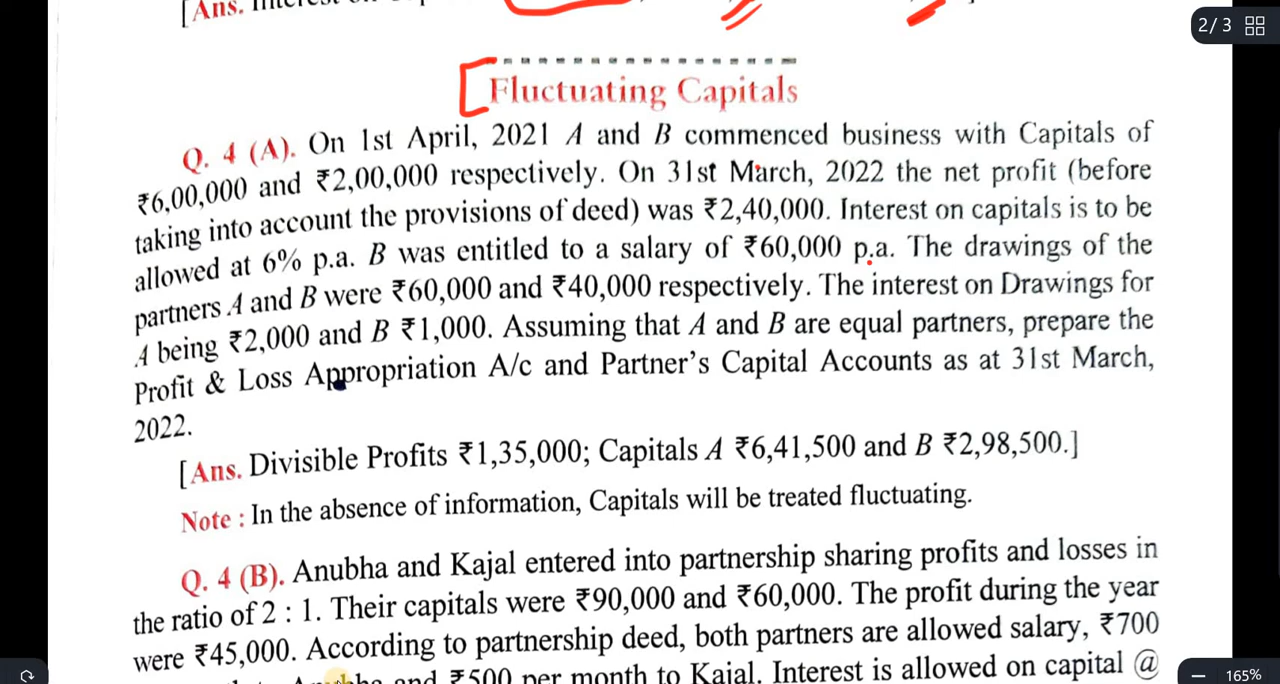 [Ans.
2/3
Fluctuating Capitals
Q. 4 (A). On 1st April, 2021 A and B commenced business with Capitals of
₹6,00,000 and ₹2,00,000 respectively. On 31st March, 2022 the net profit (before
taking into account the provisions of deed) was ₹2,40,000. Interest on capitals is to be
allowed at 6% p.a. B was entitled to a salary of ₹60,000 p.a. The drawings of the
partners A and B were ₹60,000 and ₹40,000 respectively. The interest on Drawings for
A being ₹2,000 and B ₹1,000. Assuming that A and B are equal partners, prepare the
Profit & Loss Appropriation A/c and Partner's Capital Accounts as at 31st March,
2022.
[Ans. Divisible Profits ₹1,35,000; Capitals A ₹6,41,500 and B ₹2,98,500.]
Note : In the absence of information, Capitals will be treated fluctuating.
Q. 4 (B). Anubha and Kajal entered into partnership sharing profits and losses in
the ratio of 2 : 1. Their capitals were ₹90,000 and ₹60,000. The profit during the year
were ₹45,000. According to partnership deed, both partners are allowed salary, ₹700
and ₹500 per month to Kajal. Interest is allowed on capital @
165%